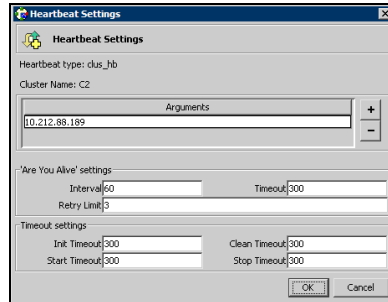 Heartbeat Settings
Heartbeat Settings
Heartbeat type: clus_hb
Cluster Name: C2
Arguments
10.212.88.189
+
−
'Are You Alive' settings
Interval 60 Timeout 300
Retry Limit 3
Timeout settings
Init Timeout 300 Clean Timeout 300
Start Timeout 300 Stop Timeout 300
OK Cancel